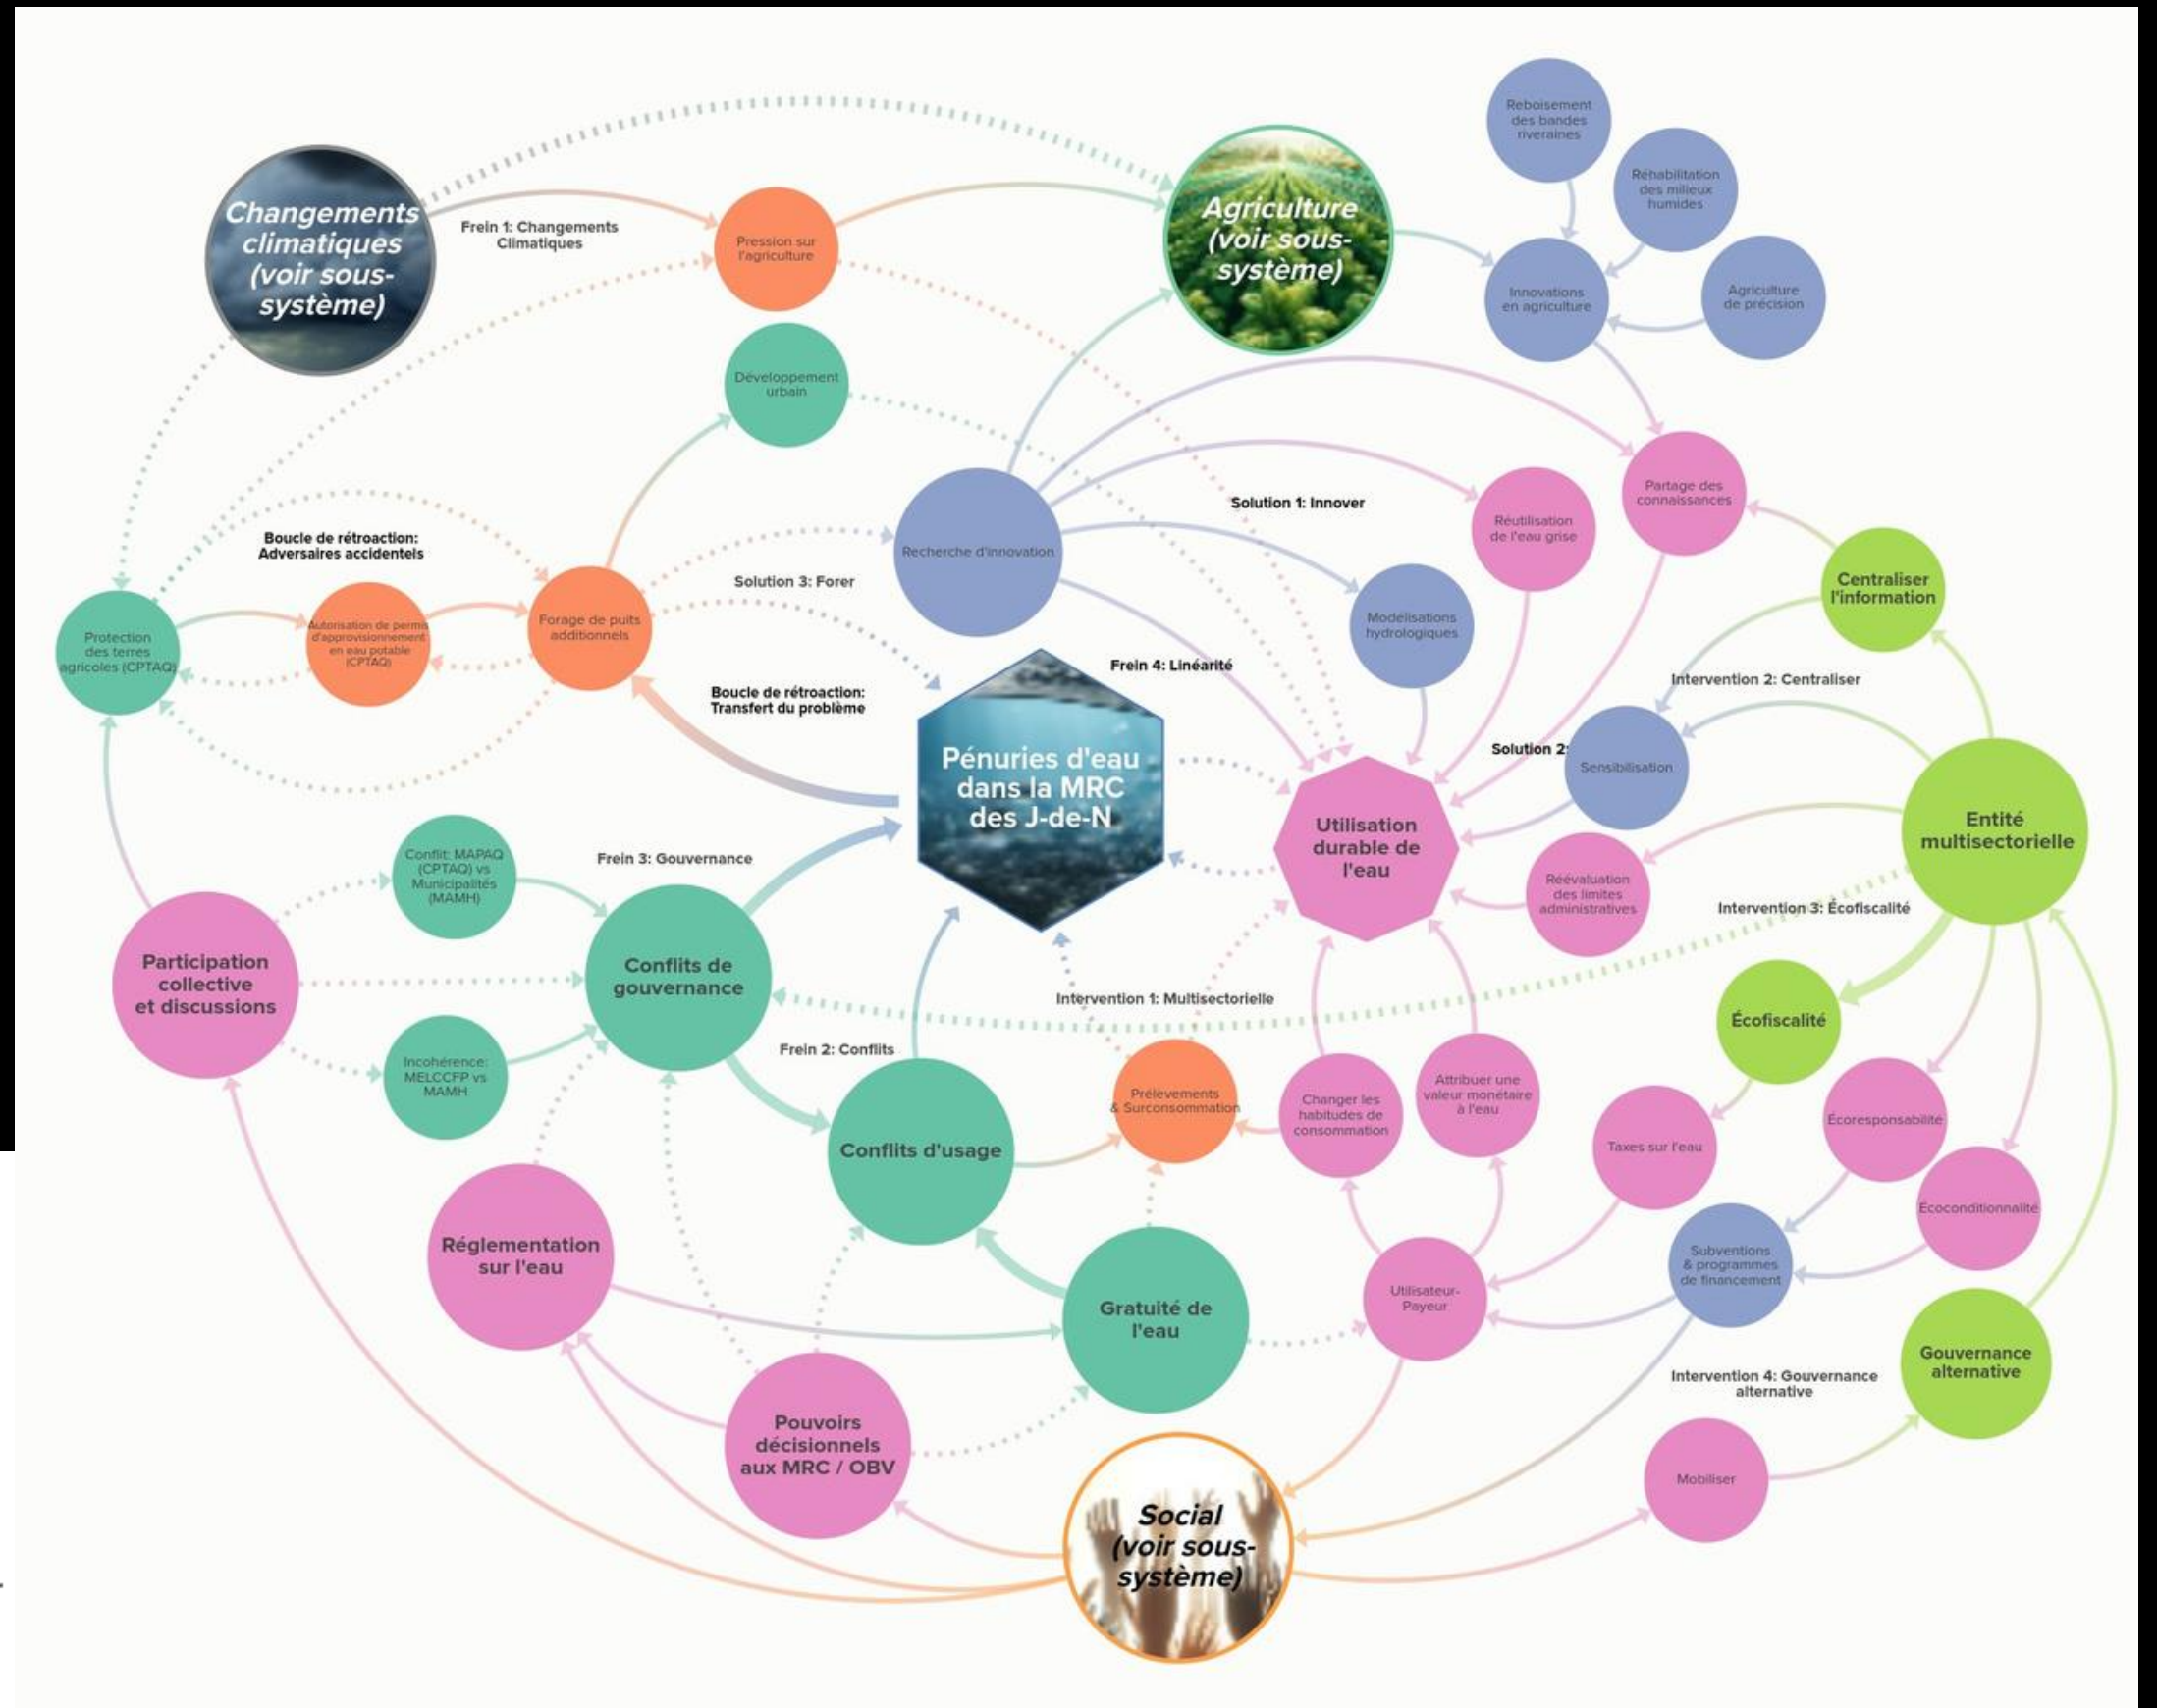 Reboisement
des bandes
riveraines
Réhabilitation
des milieux
humides
Changements
climatiques
(voir sous-
système)
Frein 1: Changements
Climatiques
Pression sur
l'agriculture
Agriculture
(voir sous-
système)
Innovations
en agriculture
Agriculture
de précision
Développement
urbain
Boucle de rétroaction:
Adversaires accidentels
Recherche d'innovation
Solution 1: Innover
Réutilisation
de l'eau grise
Partage des
connaissances
Solution 3: Forer
Centraliser
l'information
Protection
des terres
agricoles (CPTAQ)
Autorisation de permis
d'approvisionnement
en eau potable
(CPTAQ)
Forage de puits
additionnels
Modélisations
hydrologiques
Frein 4: Linéarité
Intervention 2: Centraliser
Boucle de rétroaction:
Transfert du problème
Pénuries d'eau
dans la MRC
des J-de-N
Solution 2:
Sensibilisation
Utilisation
durable de
l'eau
Entité
multisectorielle
Conflit: MAPAQ
(CPTAQ) vs
Municipalités
(MAMH)
Frein 3: Gouvernance
Réévaluation
des limites
administratives
Intervention 3: Écofiscalité
Participation
collective
et discussions
Conflits de
gouvernance
Intervention 1: Multisectorielle
Écofiscalité
Incohérence:
MELCCFP vs
MAMH
Frein 2: Conflits
Conflits d'usage
Prélèvements
& Surconsommation
Changer les
habitudes de
consommation
Attribuer une
valeur monétaire
à l'eau
Taxes sur l'eau
Écoresponsabilité
Écoconditionnalité
Réglementation
sur l'eau
Gratuité de
l'eau
Utilisateur-
Payeur
Subventions
& programmes
de financement
Intervention 4: Gouvernance
alternative
Gouvernance
alternative
Pouvoirs
décisionnels
aux MRC / OBV
Mobiliser
Social
(voir sous-
système)